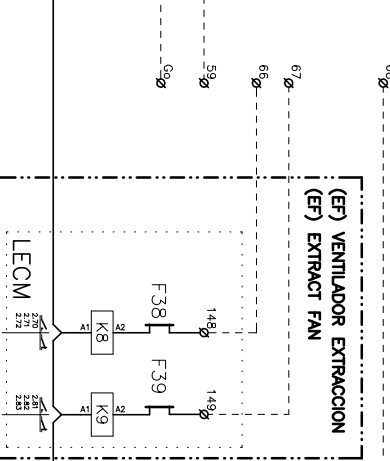 Go
59
66
67
(EF) VENTILADOR EXTRACCION
(EF) EXTRACT FAN
148
149
F38
F39
A1 K8 A2
A1 K9 A2
LECM
2.70
2.71
2.72
2.81
2.82
2.83